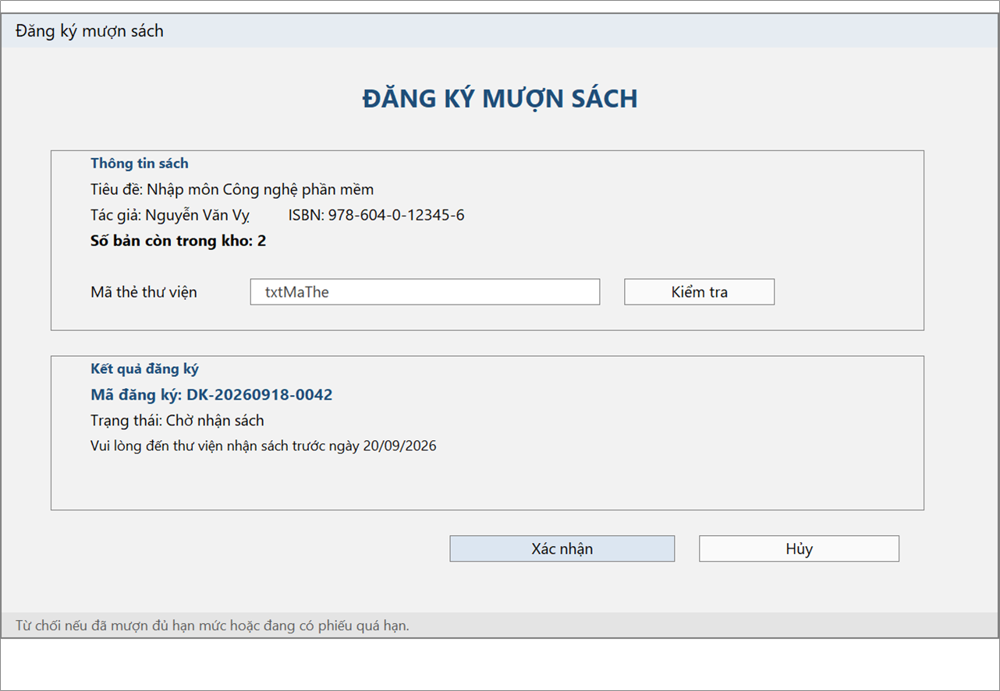 Đăng ký mượn sách
ĐĂNG KÝ MƯỢN SÁCH
Thông tin sách
Tiêu đề: Nhập môn Công nghệ phần mềm
Tác giả: Nguyễn Văn Vỵ ISBN: 978-604-0-12345-6
Số bản còn trong kho: 2
Mã thẻ thư viện txtMaThe Kiểm tra
Kết quả đăng ký
Mã đăng ký: DK-20260918-0042
Trạng thái: Chờ nhận sách
Vui lòng đến thư viện nhận sách trước ngày 20/09/2026
Xác nhận Hủy
Từ chối nếu đã mượn đủ hạn mức hoặc đang có phiếu quá hạn.